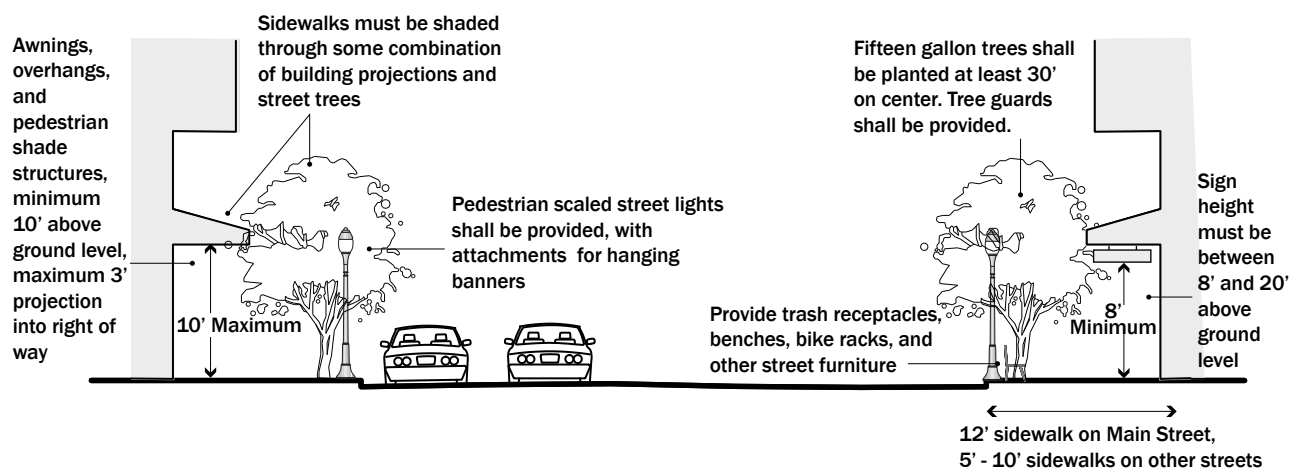 Awnings,
overhangs,
and
pedestrian
shade
structures,
minimum
10’ above
ground level,
maximum 3’
projection
into right of
way
Sidewalks must be shaded
through some combination
of building projections and
street trees
10’ Maximum
Pedestrian scaled street lights
shall be provided, with
attachments for hanging
banners
Fifteen gallon trees shall
be planted at least 30’
on center. Tree guards
shall be provided.
Provide trash receptacles,
benches, bike racks, and
other street furniture
8’
Minimum
Sign
height
must be
between
8’ and 20’
above
ground
level
12’ sidewalk on Main Street,
5’ - 10’ sidewalks on other streets